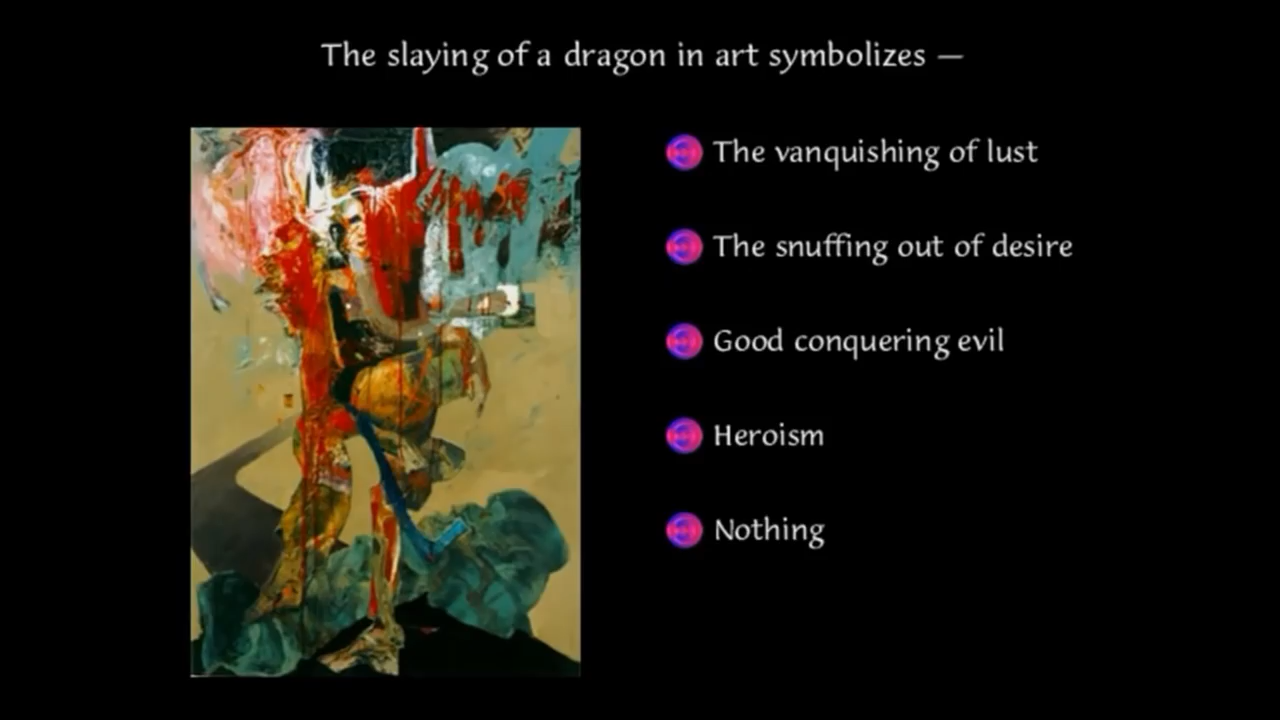 The slaying of a dragon in art symbolizes —
The vanquishing of lust
The snuffing out of desire
Good conquering evil
Heroism
Nothing